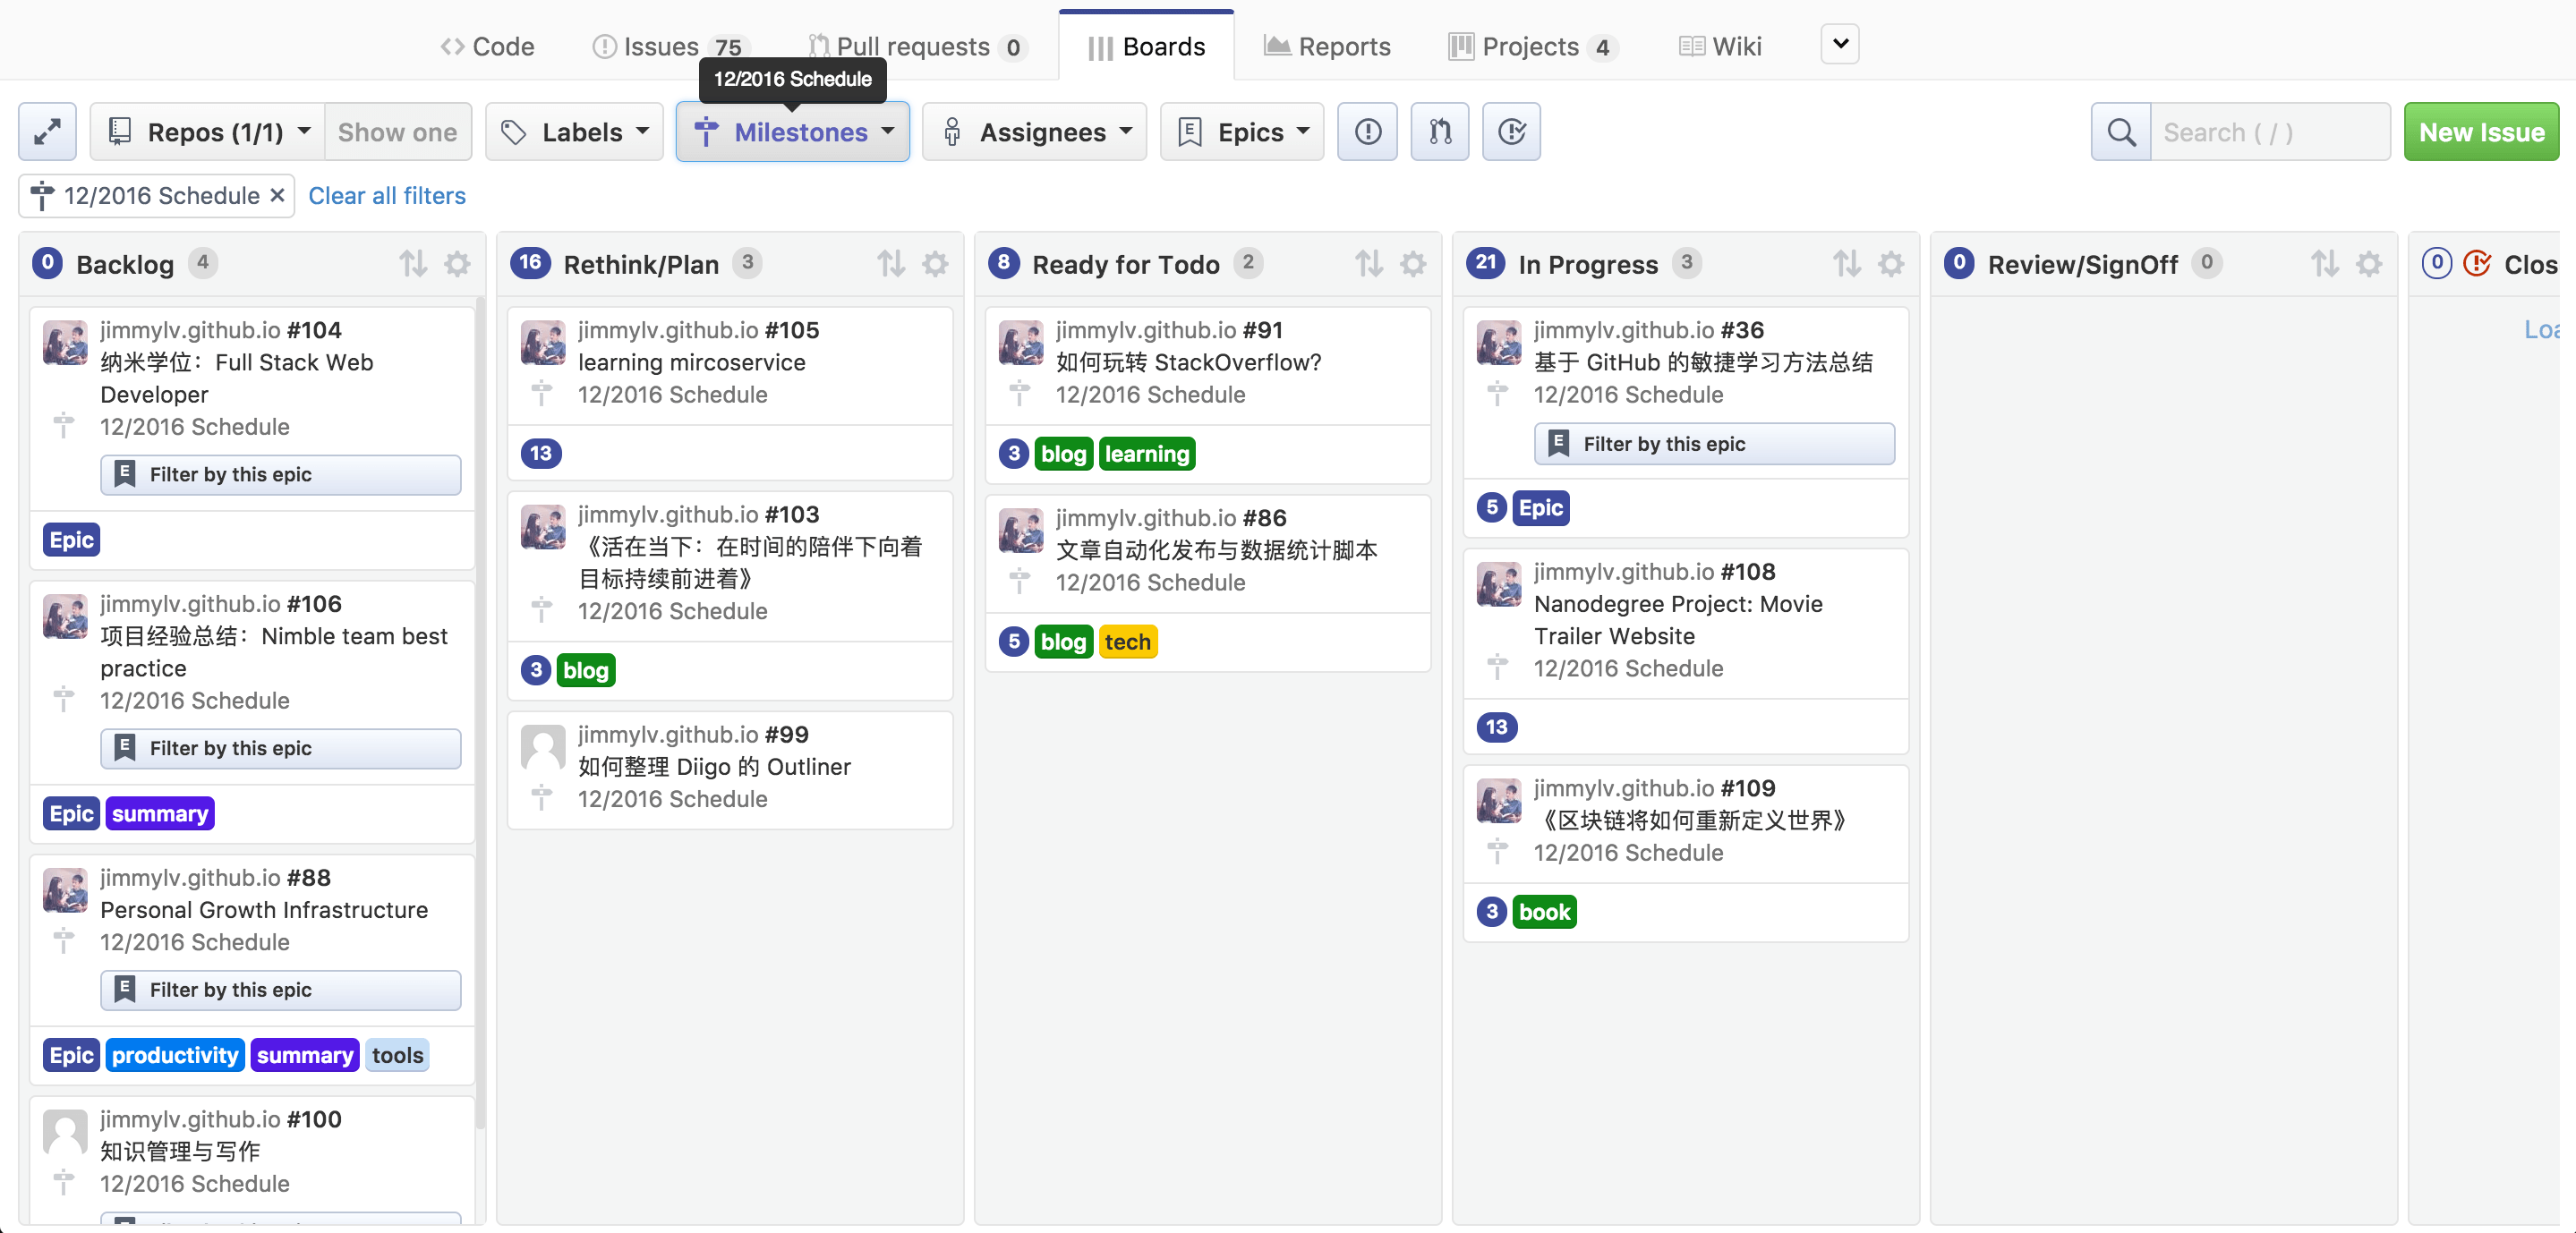 Code
Issues 75
Pull requests 0
Boards
Reports
Projects 4
Wiki
12/2016 Schedule
Repos (1/1)
Show one
Labels
Milestones
Assignees
E Epics
Search ( / )
New Issue
12/2016 Schedule ×
Clear all filters
0 Backlog 4
jimmylv.github.io #104
纳米学位：Full Stack Web
Developer
12/2016 Schedule
E Filter by this epic
Epic
jimmylv.github.io #106
项目经验总结：Nimble team best
practice
12/2016 Schedule
E Filter by this epic
Epic summary
jimmylv.github.io #88
Personal Growth Infrastructure
12/2016 Schedule
E Filter by this epic
Epic productivity summary tools
jimmylv.github.io #100
知识管理与写作
12/2016 Schedule
16 Rethink/Plan 3
jimmylv.github.io #105
learning mircoservice
12/2016 Schedule
13
jimmylv.github.io #103
《活在当下：在时间的陪伴下向着
目标持续前进着》
12/2016 Schedule
3 blog
jimmylv.github.io #99
如何整理 Diigo 的 Outliner
12/2016 Schedule
8 Ready for Todo 2
jimmylv.github.io #91
如何玩转 StackOverflow?
12/2016 Schedule
3 blog learning
jimmylv.github.io #86
文章自动化发布与数据统计脚本
12/2016 Schedule
5 blog tech
21 In Progress 3
jimmylv.github.io #36
基于 GitHub 的敏捷学习方法总结
12/2016 Schedule
E Filter by this epic
5 Epic
jimmylv.github.io #108
Nanodegree Project: Movie
Trailer Website
12/2016 Schedule
13
jimmylv.github.io #109
《区块链将如何重新定义世界》
12/2016 Schedule
3 book
0 Review/SignOff 0
0 Clos
Loa